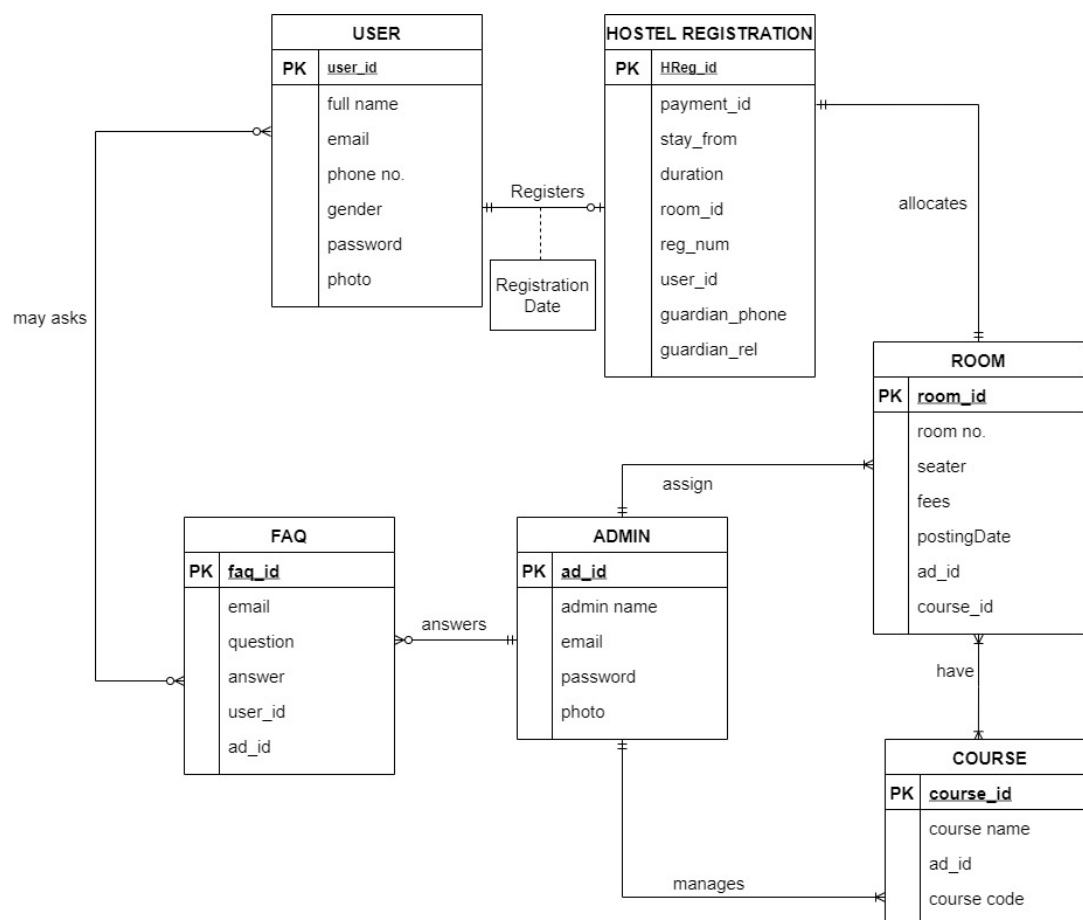 USER
PK user_id
full name
email
phone no.
gender
password
photo
HOSTEL REGISTRATION
PK HReg_id
payment_id
stay_from
duration
room_id
reg_num
user_id
guardian_phone
guardian_rel
Registers
Registration
Date
allocates
may asks
ROOM
PK room_id
room no.
seater
fees
postingDate
ad_id
course_id
assign
FAQ
PK faq_id
email
question
answer
user_id
ad_id
answers
ADMIN
PK ad_id
admin name
email
password
photo
have
COURSE
PK course_id
course name
ad_id
course code
manages